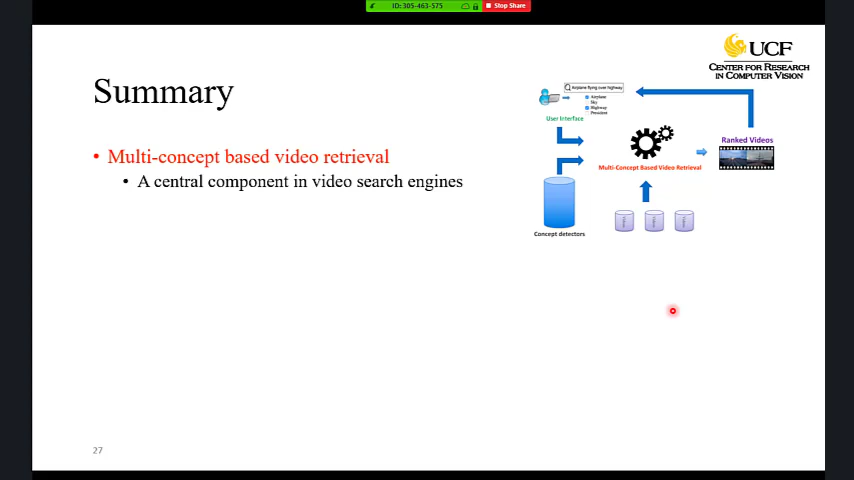 ID: 305-463-575
Stop Share
UCF
CENTER FOR RESEARCH
IN COMPUTER VISION
Summary
• Multi-concept based video retrieval
• A central component in video search engines
Airplane flying over highway
Airplane
Sky
Highway
President
User Interface
Multi-Concept Based Video Retrieval
Ranked Videos
Concept detectors
27